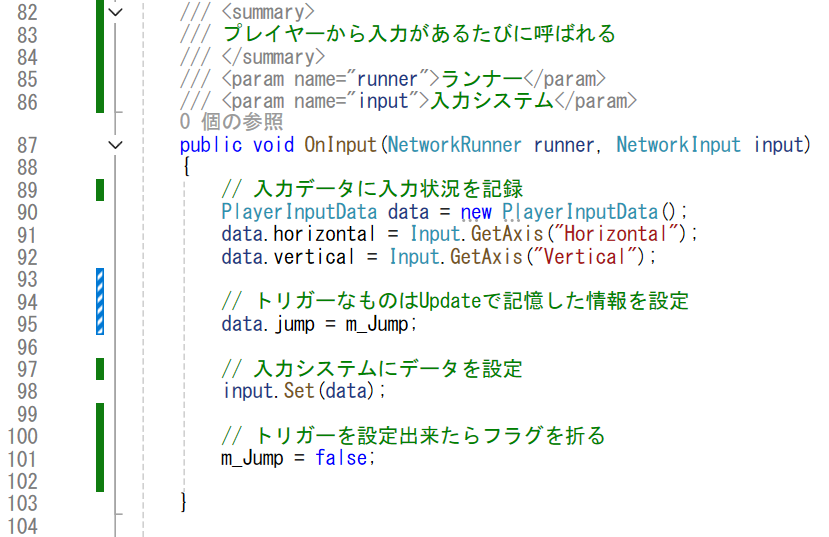 82 /// <summary>
83 /// プレイヤーから入力があるたびに呼ばれる
84 /// </summary>
85 /// <param name="runner">ランナー</param>
86 /// <param name="input">入力システム</param>
0 個の参照
87 public void OnInput(NetworkRunner runner, NetworkInput input)
88 {
89 // 入力データに入力状況を記録
90 PlayerInputData data = new PlayerInputData();
91 data.horizontal = Input.GetAxis("Horizontal");
92 data.vertical = Input.GetAxis("Vertical");
93
94 // トリガーなものはUpdateで記憶した情報を設定
95 data.jump = m_Jump;
96
97 // 入力システムにデータを設定
98 input.Set(data);
99
100 // トリガーを設定出来たらフラグを折る
101 m_Jump = false;
102
103 }
104